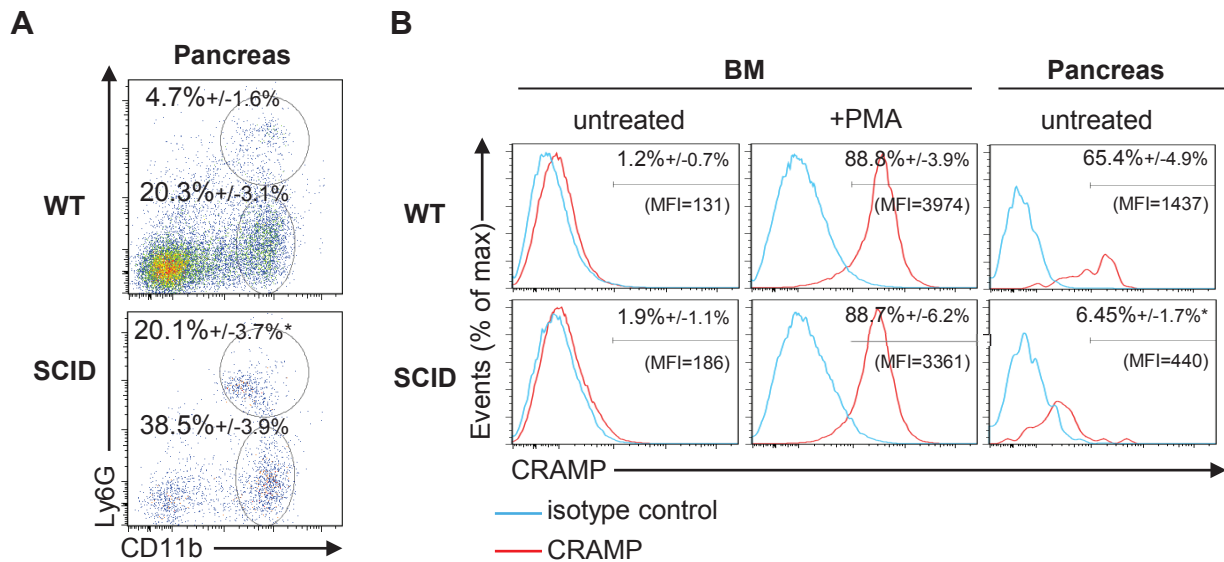 A
Pancreas
WT
4.7%+/-1.6%
20.3%+/-3.1%
SCID
20.1%+/-3.7%*
38.5%+/-3.9%
Ly6G
CD11b
B
BM
Pancreas
untreated
+PMA
untreated
WT
1.2%+/-0.7%
(MFI=131)
88.8%+/-3.9%
(MFI=3974)
65.4%+/-4.9%
(MFI=1437)
SCID
1.9%+/-1.1%
(MFI=186)
88.7%+/-6.2%
(MFI=3361)
6.45%+/-1.7%*
(MFI=440)
Events (% of max)
CRAMP
isotype control
CRAMP